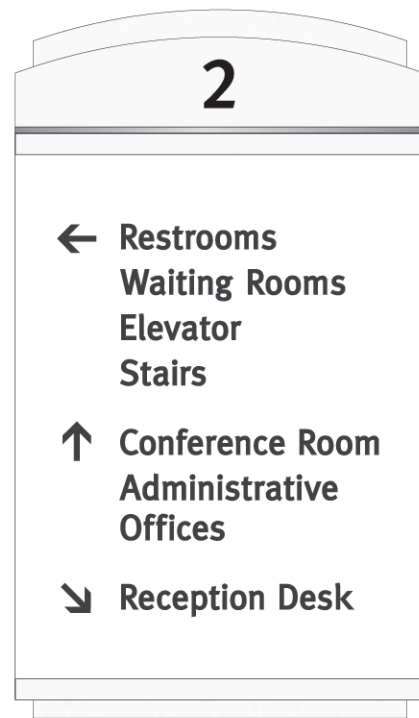 2
← Restrooms
Waiting Rooms
Elevator
Stairs
↑ Conference Room
Administrative
Offices
↘ Reception Desk